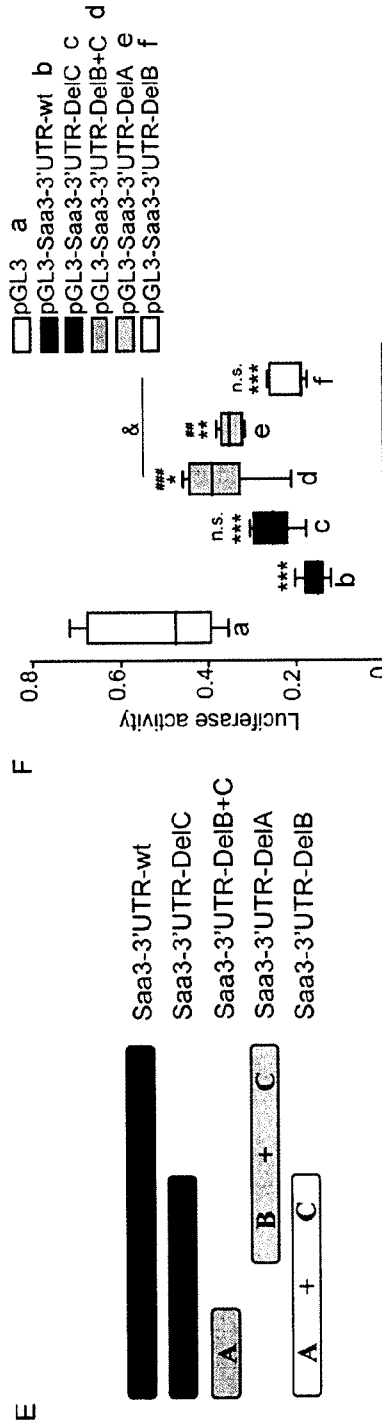 E
Saa3-3'UTR-wt
Saa3-3'UTR-DelC
A Saa3-3'UTR-DelB+C
B + C Saa3-3'UTR-DelA
A + C Saa3-3'UTR-DelB
F
pGL3 a
pGL3-Saa3-3'UTR-wt b
pGL3-Saa3-3'UTR-DelC c
pGL3-Saa3-3'UTR-DelB+C d
pGL3-Saa3-3'UTR-DelA e
pGL3-Saa3-3'UTR-DelB f
Luciferase activity
0.8
0.6
0.4
0.2
0
&
a
*** b
n.s. *** c
### * d
## ** e
n.s. *** f